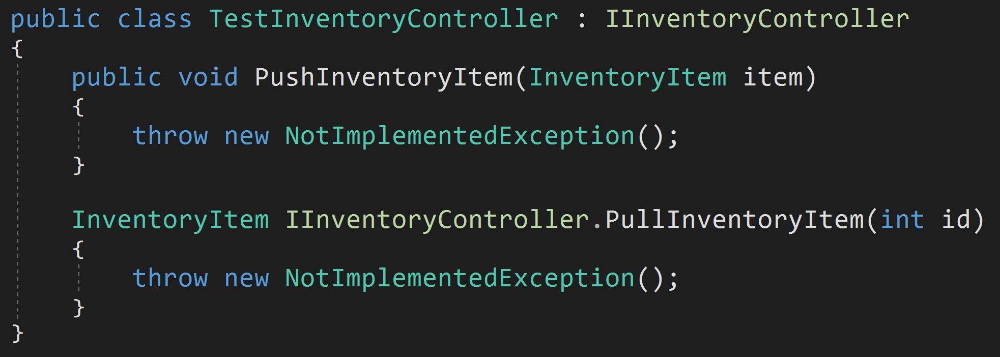 public class TestInventoryController : IInventoryController
{
    public void PushInventoryItem(InventoryItem item)
    {
        throw new NotImplementedException();
    }

    InventoryItem IInventoryController.PullInventoryItem(int id)
    {
        throw new NotImplementedException();
    }
}